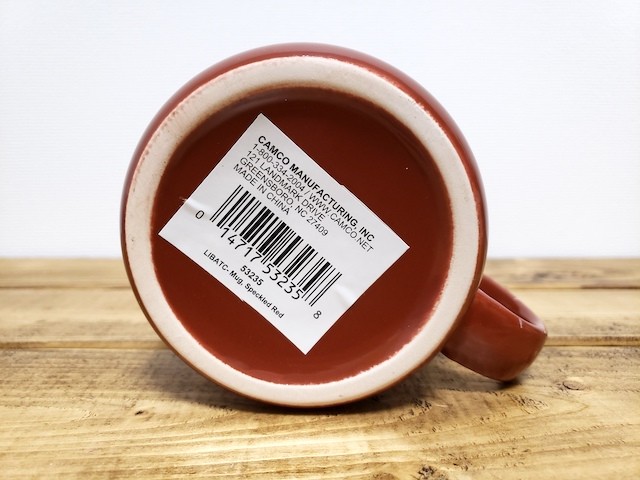 CAMCO MANUFACTURING, INC
1-800-334-2004 / WWW.CAMCO.NET
121 LANDMARK DRIVE
GREENSBORO, NC 27409
MADE IN CHINA
0 14717 53235 8
53235
LIBATC- Mug, Speckled Red